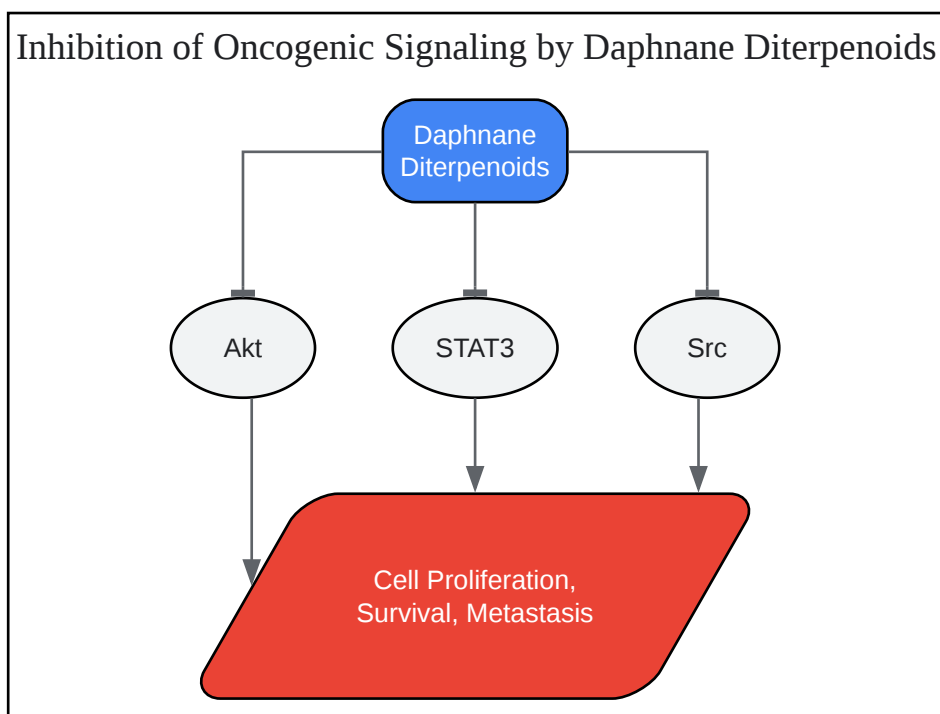 Inhibition of Oncogenic Signaling by Daphnane Diterpenoids
Daphnane
Diterpenoids
Akt
STAT3
Src
Cell Proliferation,
Survival, Metastasis